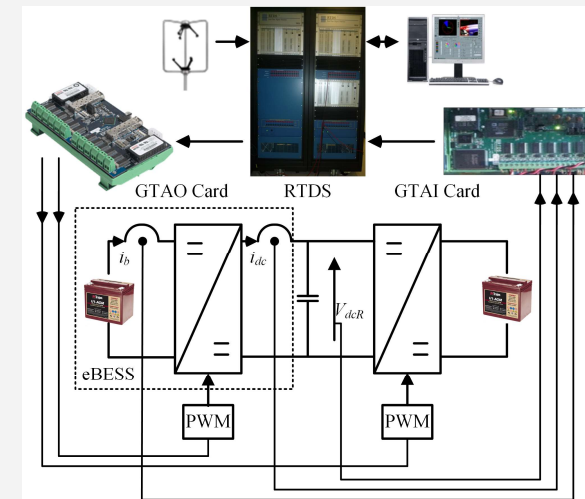 GTAO Card
RTDS
GTAI Card
i_b
i_dc
V_dcR
eBESS
PWM
PWM